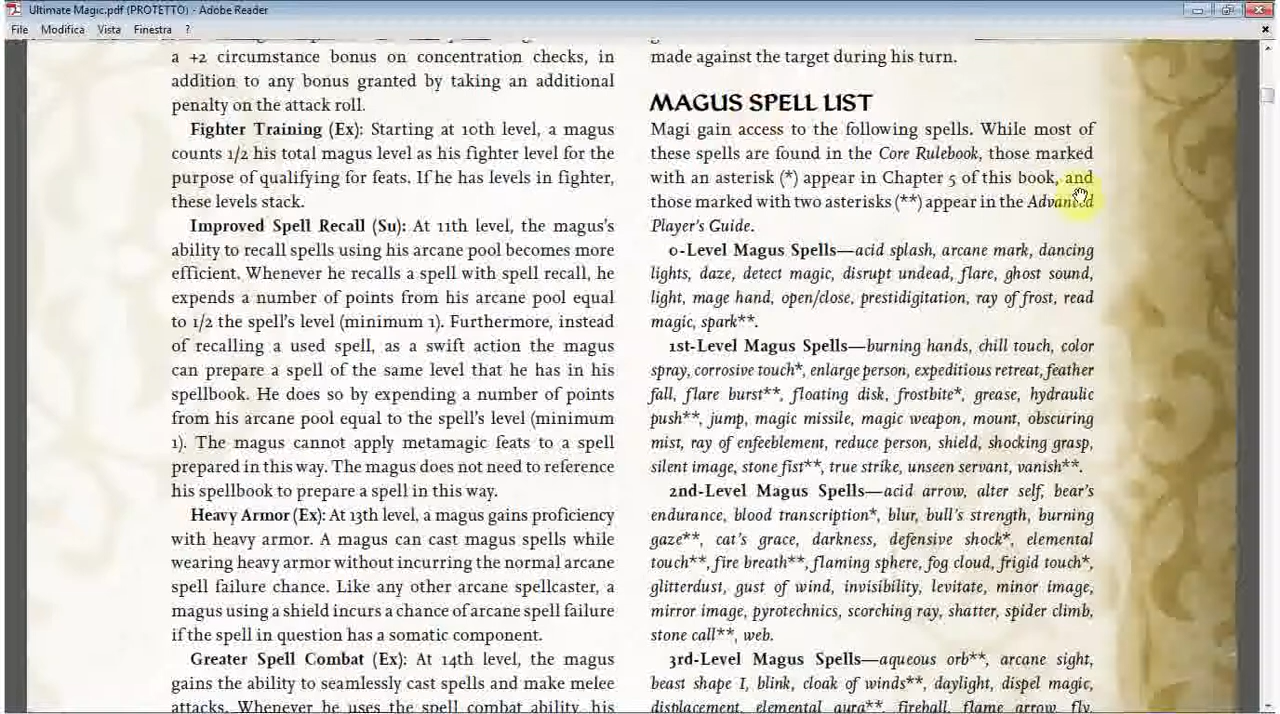 Ultimate Magic.pdf (PROTETTO) - Adobe Reader
File Modifica Vista Finestra ?
a +2 circumstance bonus on concentration checks, in
addition to any bonus granted by taking an additional
penalty on the attack roll.
Fighter Training (Ex): Starting at 10th level, a magus
counts 1/2 his total magus level as his fighter level for the
purpose of qualifying for feats. If he has levels in fighter,
these levels stack.
Improved Spell Recall (Su): At 11th level, the magus's
ability to recall spells using his arcane pool becomes more
efficient. Whenever he recalls a spell with spell recall, he
expends a number of points from his arcane pool equal
to 1/2 the spell's level (minimum 1). Furthermore, instead
of recalling a used spell, as a swift action the magus
can prepare a spell of the same level that he has in his
spellbook. He does so by expending a number of points
from his arcane pool equal to the spell's level (minimum
1). The magus cannot apply metamagic feats to a spell
prepared in this way. The magus does not need to reference
his spellbook to prepare a spell in this way.
Heavy Armor (Ex): At 13th level, a magus gains proficiency
with heavy armor. A magus can cast magus spells while
wearing heavy armor without incurring the normal arcane
spell failure chance. Like any other arcane spellcaster, a
magus using a shield incurs a chance of arcane spell failure
if the spell in question has a somatic component.
Greater Spell Combat (Ex): At 14th level, the magus
gains the ability to seamlessly cast spells and make melee
attacks. Whenever he uses the spell combat ability, his
made against the target during his turn.
MAGUS SPELL LIST
Magi gain access to the following spells. While most of
these spells are found in the Core Rulebook, those marked
with an asterisk (*) appear in Chapter 5 of this book, and
those marked with two asterisks (**) appear in the Advanced
Player's Guide.
0-Level Magus Spells—acid splash, arcane mark, dancing
lights, daze, detect magic, disrupt undead, flare, ghost sound,
light, mage hand, open/close, prestidigitation, ray of frost, read
magic, spark**.
1st-Level Magus Spells—burning hands, chill touch, color
spray, corrosive touch*, enlarge person, expeditious retreat, feather
fall, flare burst**, floating disk, frostbite*, grease, hydraulic
push**, jump, magic missile, magic weapon, mount, obscuring
mist, ray of enfeeblement, reduce person, shield, shocking grasp,
silent image, stone fist**, true strike, unseen servant, vanish**.
2nd-Level Magus Spells—acid arrow, alter self, bear's
endurance, blood transcription*, blur, bull's strength, burning
gaze**, cat's grace, darkness, defensive shock*, elemental
touch**, fire breath**, flaming sphere, fog cloud, frigid touch*,
glitterdust, gust of wind, invisibility, levitate, minor image,
mirror image, pyrotechnics, scorching ray, shatter, spider climb,
stone call**, web.
3rd-Level Magus Spells—aqueous orb**, arcane sight,
beast shape I, blink, cloak of winds**, daylight, dispel magic,
displacement, elemental aura**, fireball, flame arrow, fly,